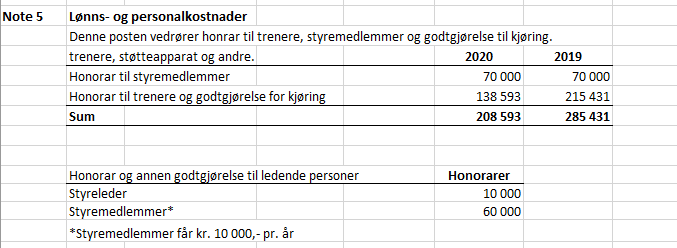 Note 5 Lønns- og personalkostnader
Denne posten vedrører honrar til trenere, styremedlemmer og godtgjørelse til kjøring.
trenere, støtteapparat og andre. 2020 2019
Honorar til styremedlemmer 70 000 70 000
Honorar til trenere og godtgjørelse for kjøring 138 593 215 431
Sum 208 593 285 431
Honorar og annen godtgjørelse til ledende personer Honorarer
Styreleder 10 000
Styremedlemmer* 60 000
*Styremedlemmer får kr. 10 000,- pr. år